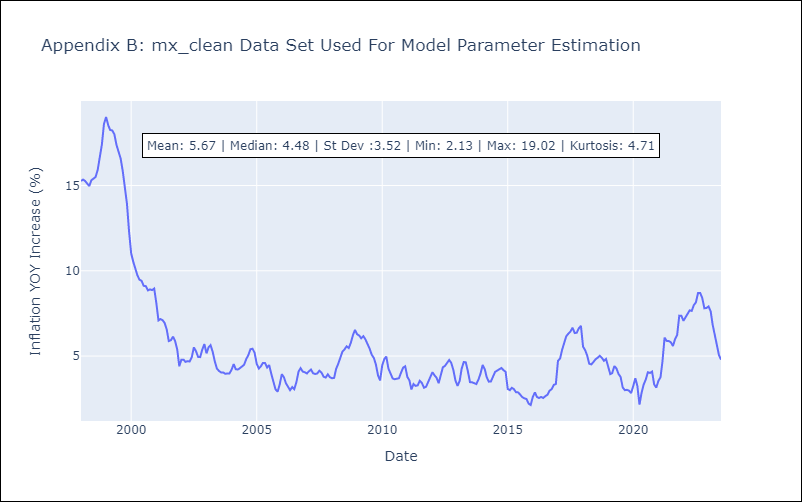 Appendix B: mx_clean Data Set Used For Model Parameter Estimation
Mean: 5.67 | Median: 4.48 | St Dev :3.52 | Min: 2.13 | Max: 19.02 | Kurtosis: 4.71
Inflation YOY Increase (%)
15
10
5
2000 2005 2010 2015 2020
Date